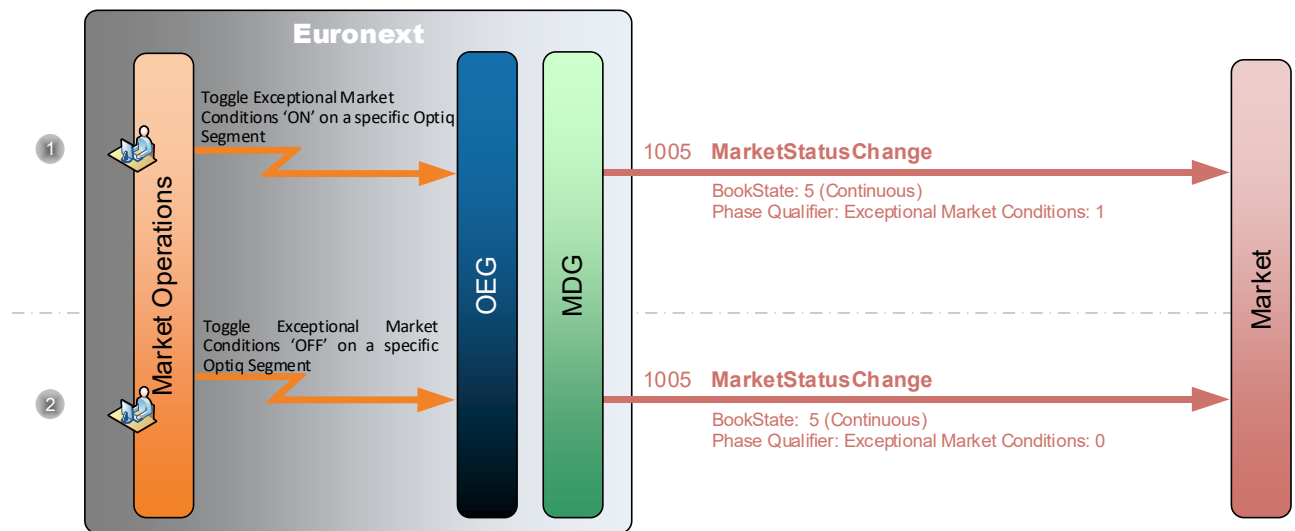 Euronext
Market Operations
OEG
MDG
Market
1
Toggle Exceptional Market
Conditions ‘ON’ on a specific Optiq
Segment
1005 MarketStatusChange
BookState: 5 (Continuous)
Phase Qualifier: Exceptional Market Conditions: 1
2
Toggle Exceptional Market
Conditions ‘OFF’ on a specific
Optiq Segment
1005 MarketStatusChange
BookState: 5 (Continuous)
Phase Qualifier: Exceptional Market Conditions: 0